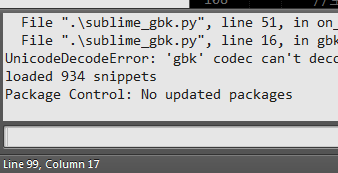 File ".\sublime_gbk.py", line 51, in on_
File ".\sublime_gbk.py", line 16, in gbk
UnicodeDecodeError: 'gbk' codec can't deco
loaded 934 snippets
Package Control: No updated packages
Line 99, Column 17